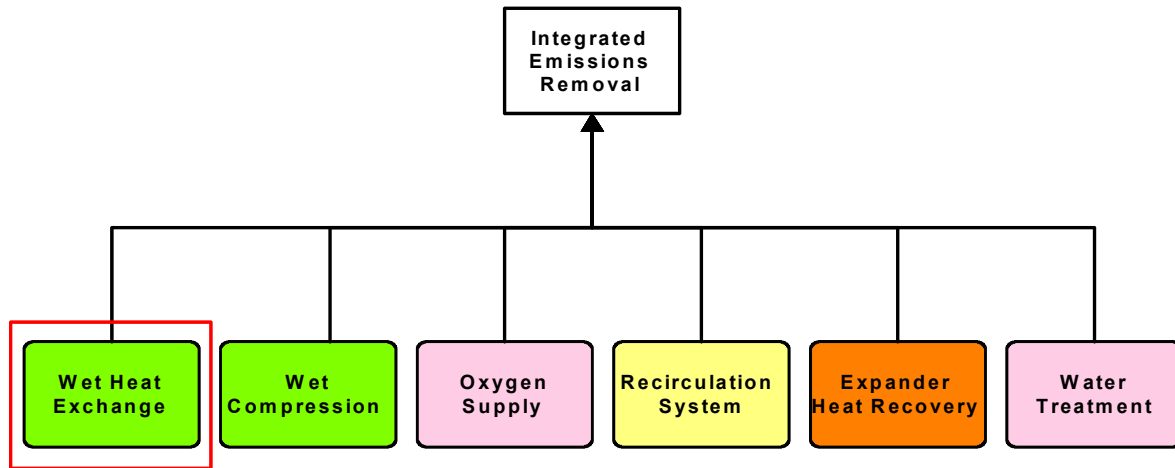 Integrated
Emissions
Removal
Wet Heat
Exchange
Wet
Compression
Oxygen
Supply
Recirculation
System
Expander
Heat Recovery
Water
Treatment